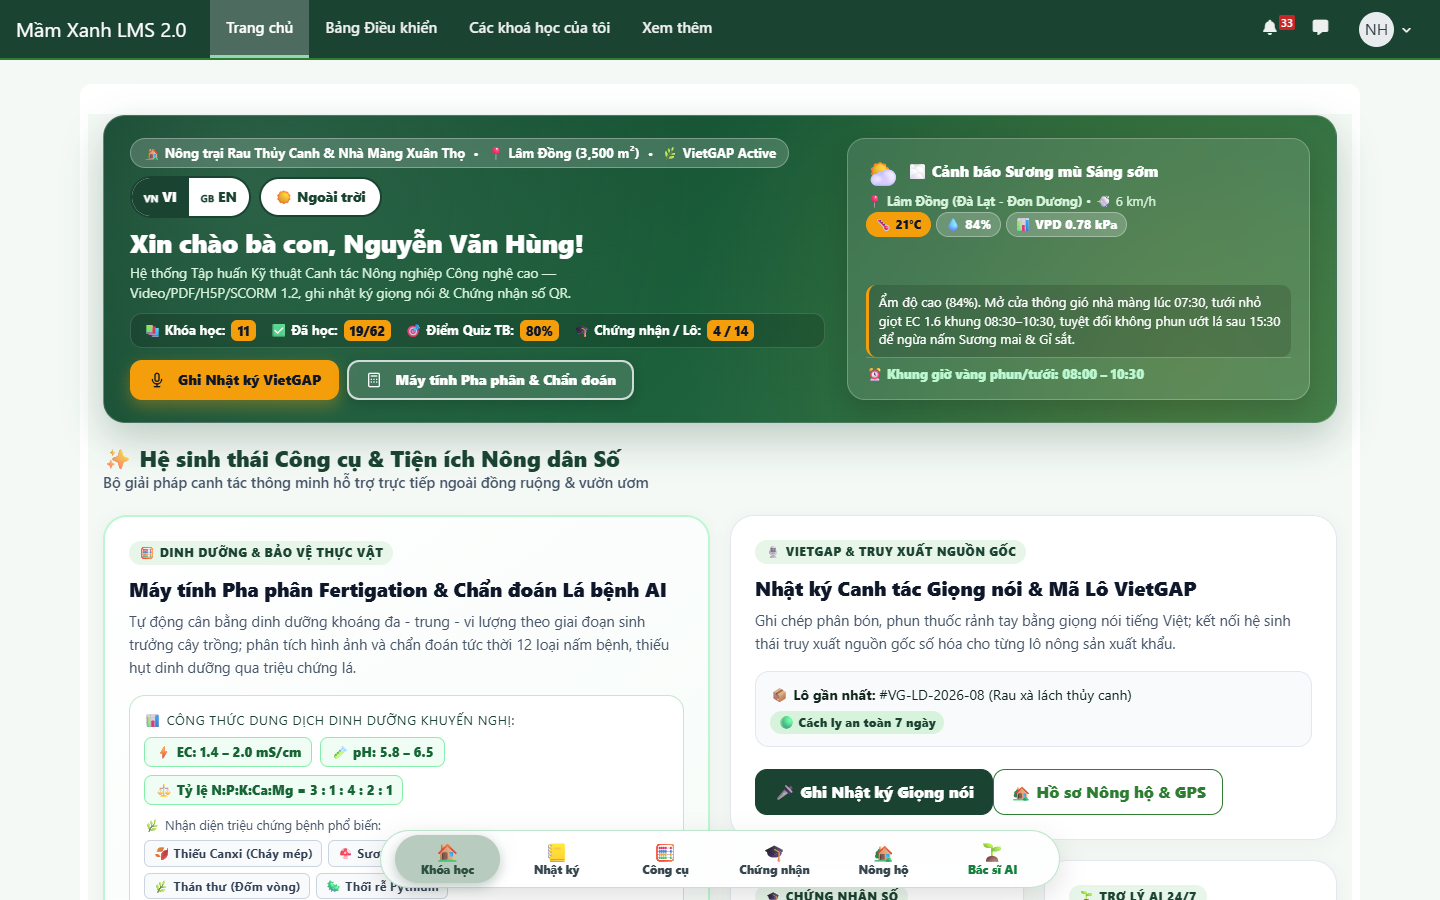 Mầm Xanh LMS 2.0 Trang chủ Bảng Điều khiển Các khoá học của tôi Xem thêm 33 NH
Nông trại Rau Thủy Canh & Nhà Màng Xuân Thọ • Lâm Đồng (3,500 m²) • VietGAP Active
VN VI GB EN Ngoài trời
Xin chào bà con, Nguyễn Văn Hùng!
Hệ thống Tập huấn Kỹ thuật Canh tác Nông nghiệp Công nghệ cao —
Video/PDF/H5P/SCORM 1.2, ghi nhật ký giọng nói & Chứng nhận số QR.
Khóa học: 11 Đã học: 19/62 Điểm Quiz TB: 80% Chứng nhận / Lô: 4 / 14
Ghi Nhật ký VietGAP Máy tính Pha phân & Chẩn đoán
Cảnh báo Sương mù Sáng sớm
Lâm Đồng (Đà Lạt - Đơn Dương) • 6 km/h
21°C 84% VPD 0.78 kPa
Ẩm độ cao (84%). Mở cửa thông gió nhà màng lúc 07:30, tưới nhỏ
giọt EC 1.6 khung 08:30–10:30, tuyệt đối không phun ướt lá sau 15:30
để ngừa nấm Sương mai & Gỉ sắt.
Khung giờ vàng phun/tưới: 08:00 – 10:30
Hệ sinh thái Công cụ & Tiện ích Nông dân Số
Bộ giải pháp canh tác thông minh hỗ trợ trực tiếp ngoài đồng ruộng & vườn ươm
DINH DƯỠNG & BẢO VỆ THỰC VẬT
Máy tính Pha phân Fertigation & Chẩn đoán Lá bệnh AI
Tự động cân bằng dinh dưỡng khoáng đa - trung - vi lượng theo giai đoạn sinh
trưởng cây trồng; phân tích hình ảnh và chẩn đoán tức thời 12 loại nấm bệnh, thiếu
hụt dinh dưỡng qua triệu chứng lá.
CÔNG THỨC DUNG DỊCH DINH DƯỠNG KHUYẾN NGHỊ:
EC: 1.4 – 2.0 mS/cm pH: 5.8 – 6.5
Tỷ lệ N:P:K:Ca:Mg = 3 : 1 : 4 : 2 : 1
Nhận diện triệu chứng bệnh phổ biến:
Thiếu Canxi (Cháy mép)
Thán thư (Đốm vòng) Thối rễ Pythium
VIETGAP & TRUY XUẤT NGUỒN GỐC
Nhật ký Canh tác Giọng nói & Mã Lô VietGAP
Ghi chép phân bón, phun thuốc rảnh tay bằng giọng nói tiếng Việt; kết nối hệ sinh
thái truy xuất nguồn gốc số hóa cho từng lô nông sản xuất khẩu.
Lô gần nhất: #VG-LD-2026-08 (Rau xà lách thủy canh)
Cách ly an toàn 7 ngày
Ghi Nhật ký Giọng nói Hồ sơ Nông hộ & GPS
CHỨNG NHẬN SỐ TRỢ LÝ AI 24/7
Khóa học Nhật ký Công cụ Chứng nhận Nông hộ Bác sĩ AI